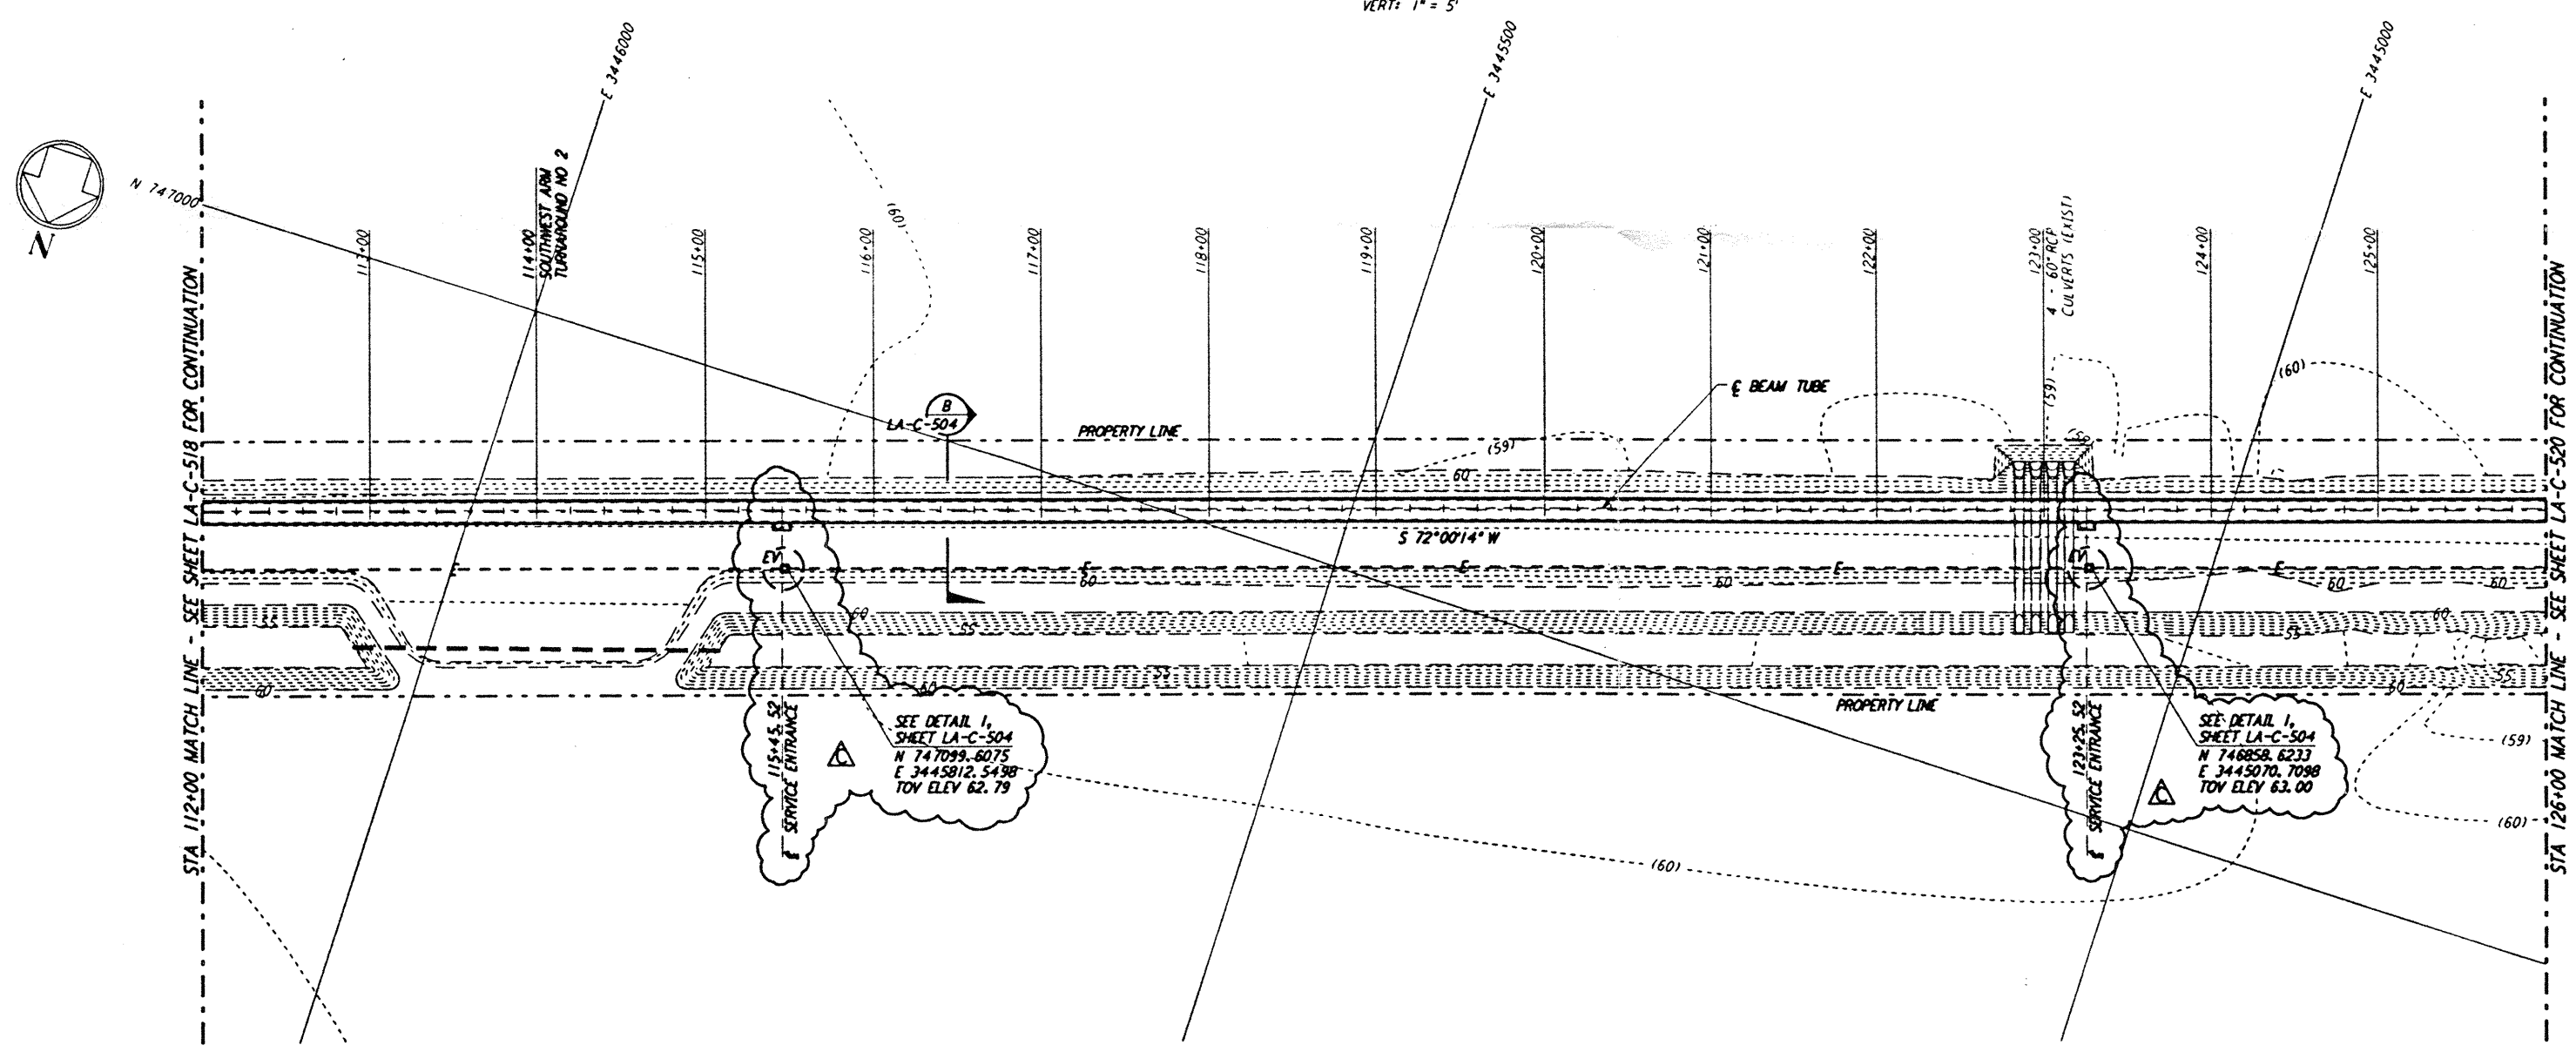 VERT: 1" = 5'
E 3446000
E 3445500
E 3445000
N 747000
N
113+00
114+00
SOUTHWEST ARM
TURNAROUND NO 2
115+00
116+00
117+00
118+00
119+00
120+00
121+00
122+00
123+00
4 - 60" RCP
CULVERTS (EXIST)
124+00
125+00
(60)
(59)
(60)
(58)
STA 112+00 MATCH LINE - SEE SHEET LA-C-518 FOR CONTINUATION
STA 126+00 MATCH LINE - SEE SHEET LA-C-520 FOR CONTINUATION
B
LA-C-504
PROPERTY LINE
℄ BEAM TUBE
(59)
60
S 72°00'14" W
EV
E
E
E
E
EV
60
60
60
60
60
60
55
55
55
55
55
60
60
60
60
PROPERTY LINE
115+45.52
℄ SERVICE ENTRANCE
C
SEE DETAIL 1,
SHEET LA-C-504
N 747099.6075
E 3445812.5498
TOV ELEV 62.79
123+25.52
℄ SERVICE ENTRANCE
C
SEE DETAIL 1,
SHEET LA-C-504
N 746858.6233
E 3445070.7098
TOV ELEV 63.00
(59)
(60)
(60)